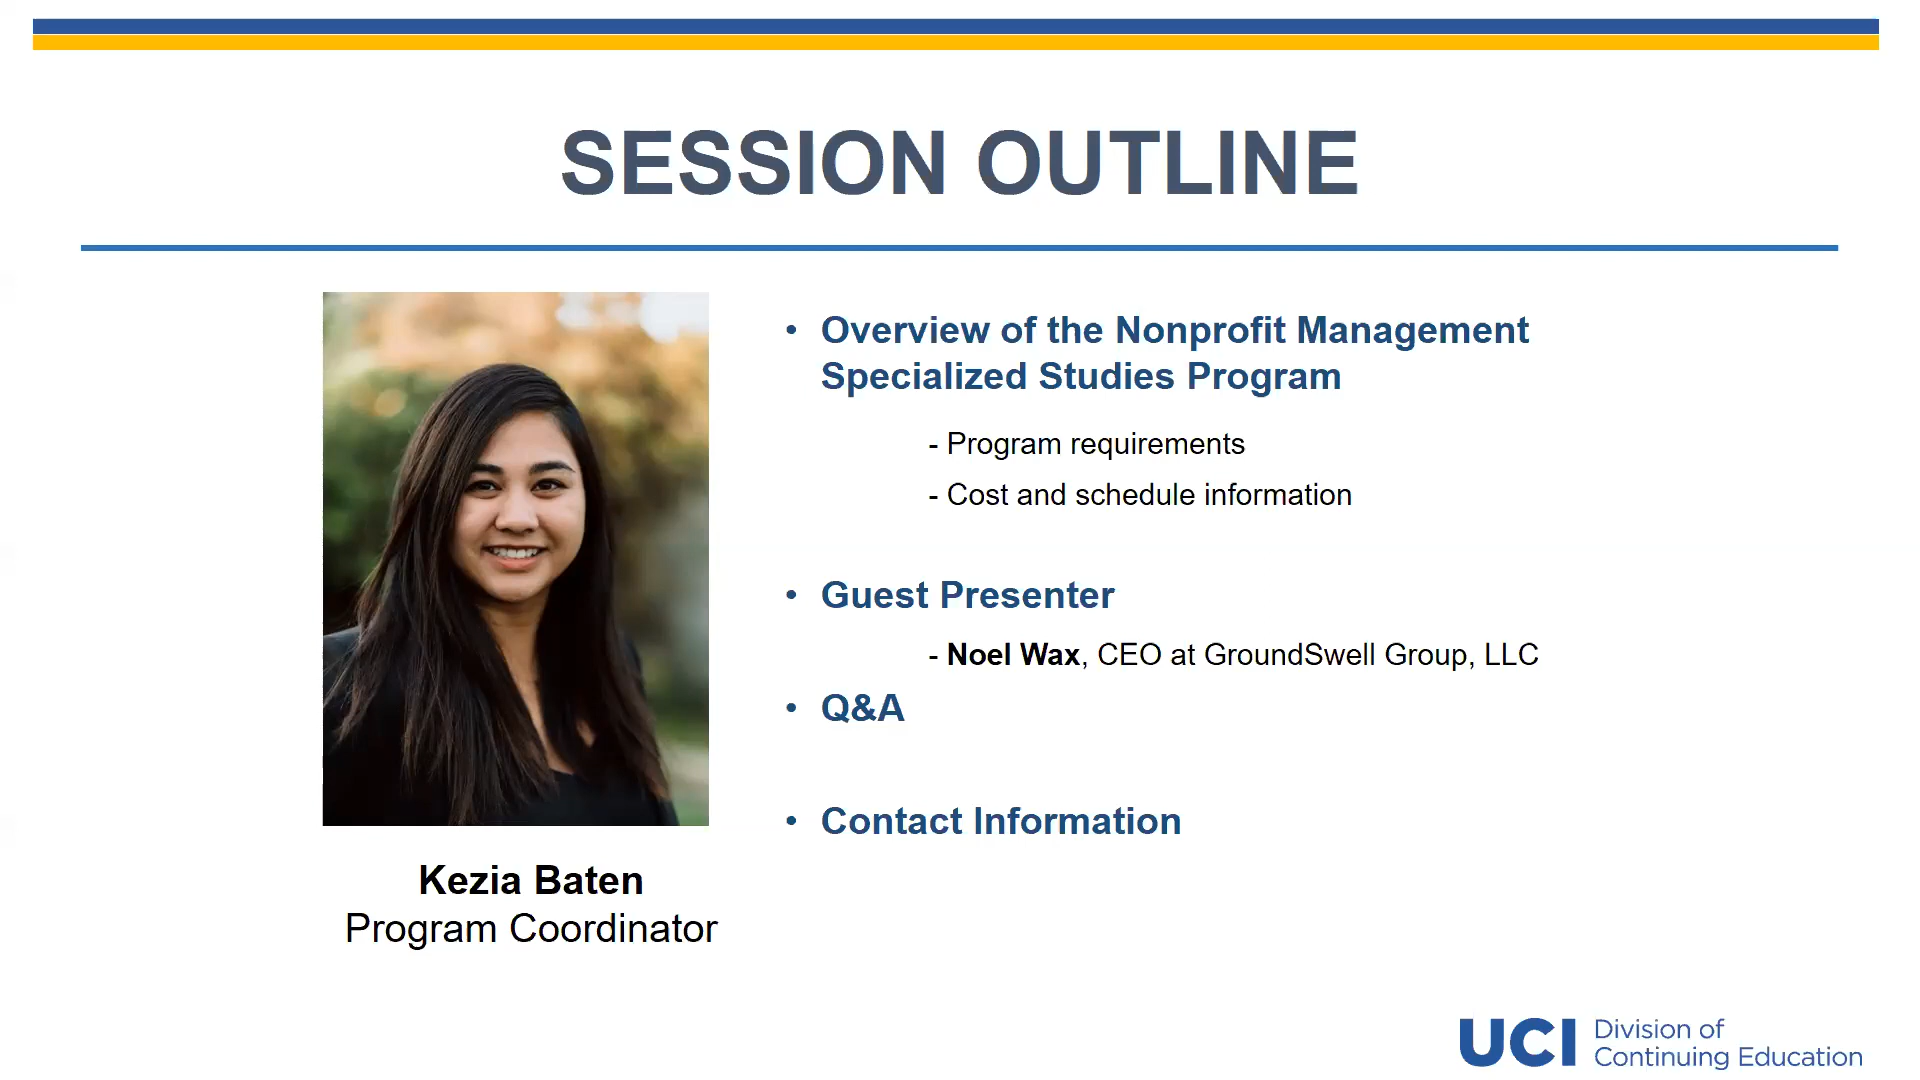 SESSION OUTLINE
• Overview of the Nonprofit Management
Specialized Studies Program
- Program requirements
- Cost and schedule information
• Guest Presenter
- Noel Wax, CEO at GroundSwell Group, LLC
• Q&A
• Contact Information
Kezia Baten
Program Coordinator
UCI Division of
Continuing Education